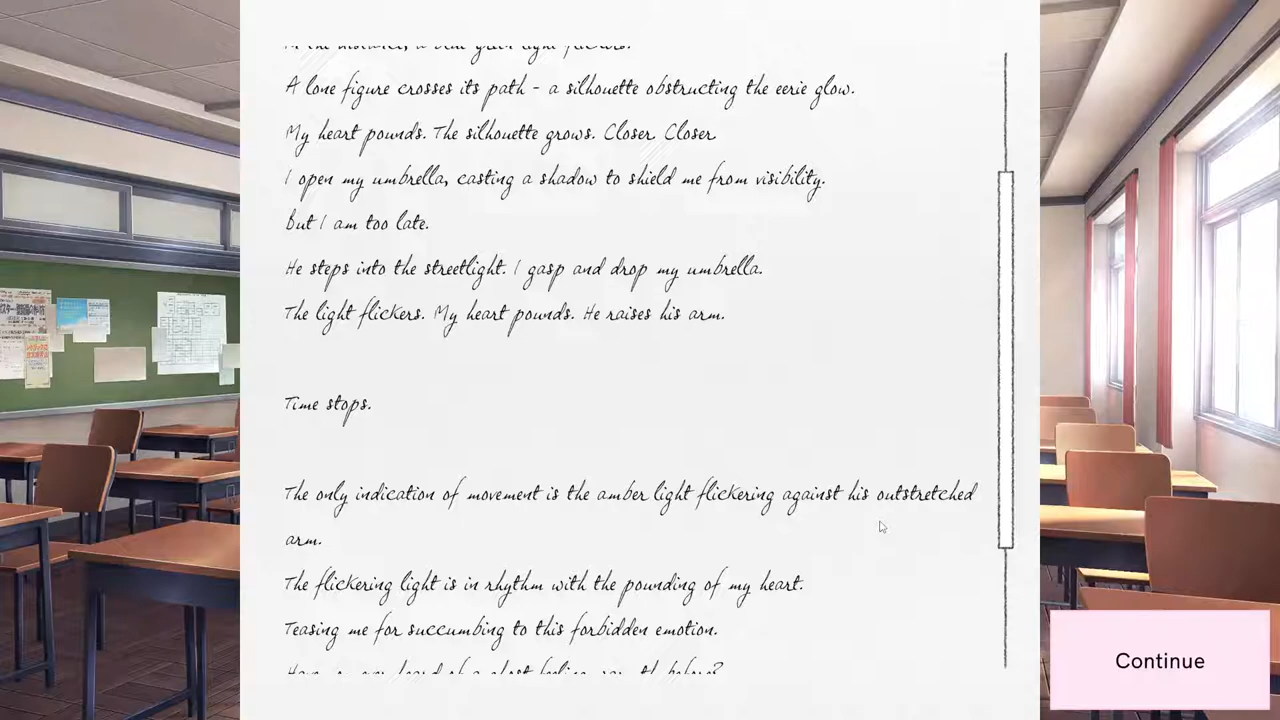 A lone figure crosses its path - a silhouette obstructing the eerie glow.
My heart pounds. The silhouette grows. Closer. Closer.
I open my umbrella, casting a shadow to shield me from visibility.
But I am too late.
He steps into the streetlight. I gasp and drop my umbrella.
The light flickers. My heart pounds. He raises his arm.
Time stops.
The only indication of movement is the amber light flickering against his outstretched
arm.
The flickering light is in rhythm with the pounding of my heart.
Teasing me for succumbing to this forbidden emotion.
Continue